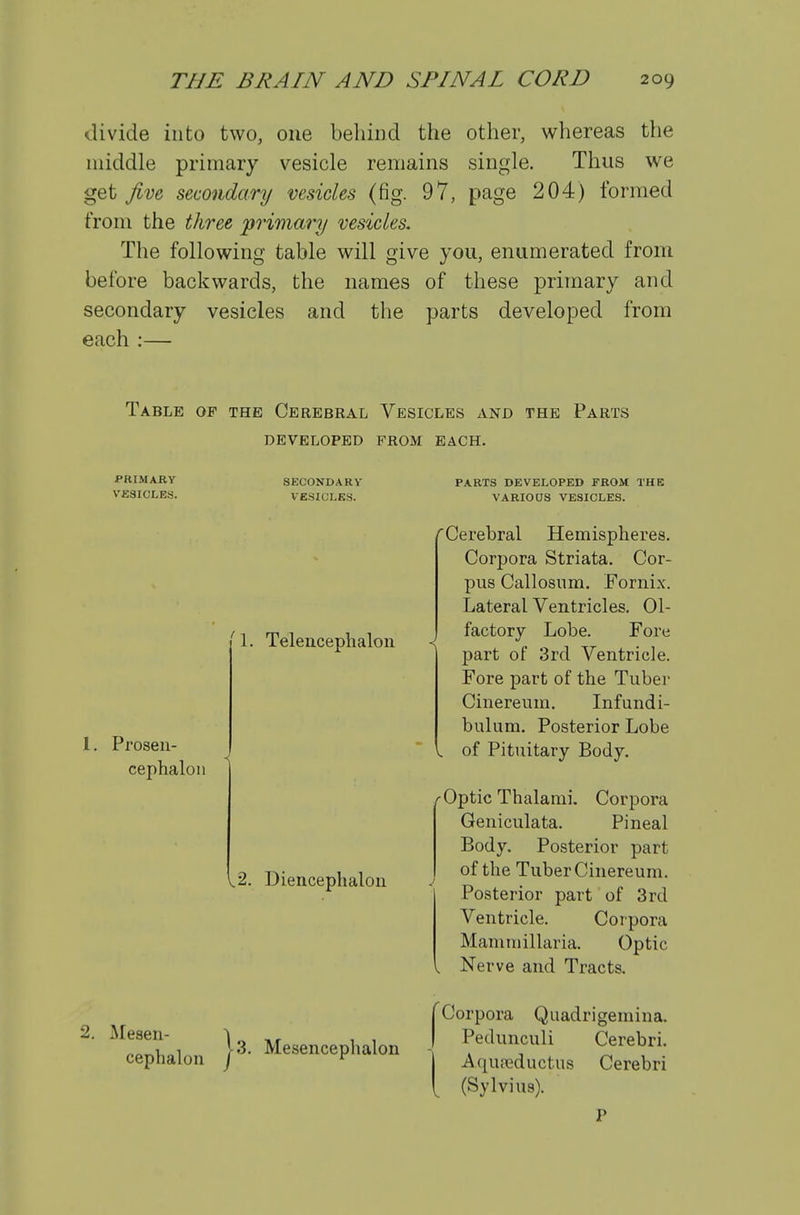 THE BRAIN AND SPINAL CORD 209
divide into two, one behind the other, whereas the
middle primary vesicle remains single. Thus we
get five secondary vesicles (fig. 97, page 204) formed
from the three primary vesicles.
The following table will give you, enumerated from
before backwards, the names of these primary and
secondary vesicles and the parts developed from
each :—
TABLE OF THE CEREBRAL VESICLES AND THE PARTS
DEVELOPED FROM EACH.
PRIMARY
VESICLES.
SECONDARY
VESICLES.
PARTS DEVELOPED FROM THE
VARIOUS VESICLES.
1. Prosen-
cephalon
1. Telencephalon
Cerebral Hemispheres.
Corpora Striata. Cor-
pus Callosum. Fornix.
Lateral Ventricles. Ol-
factory Lobe. Fore
part of 3rd Ventricle.
Fore part of the Tuber
Cinereum. Infundi-
bulum. Posterior Lobe
of Pituitary Body.
2. Diencephalon
Optic Thalami. Corpora
Geniculata. Pineal
Body. Posterior part
of the Tuber Cinereum.
Posterior part of 3rd
Ventricle. Corpora
Mammillaria. Optic
Nerve and Tracts.
2. Mesen-
cephalon
3. Mesencephalon
Corpora Quadrigemina.
Pedunculi Cerebri.
Aquæductus Cerebri
(Sylvius).
P